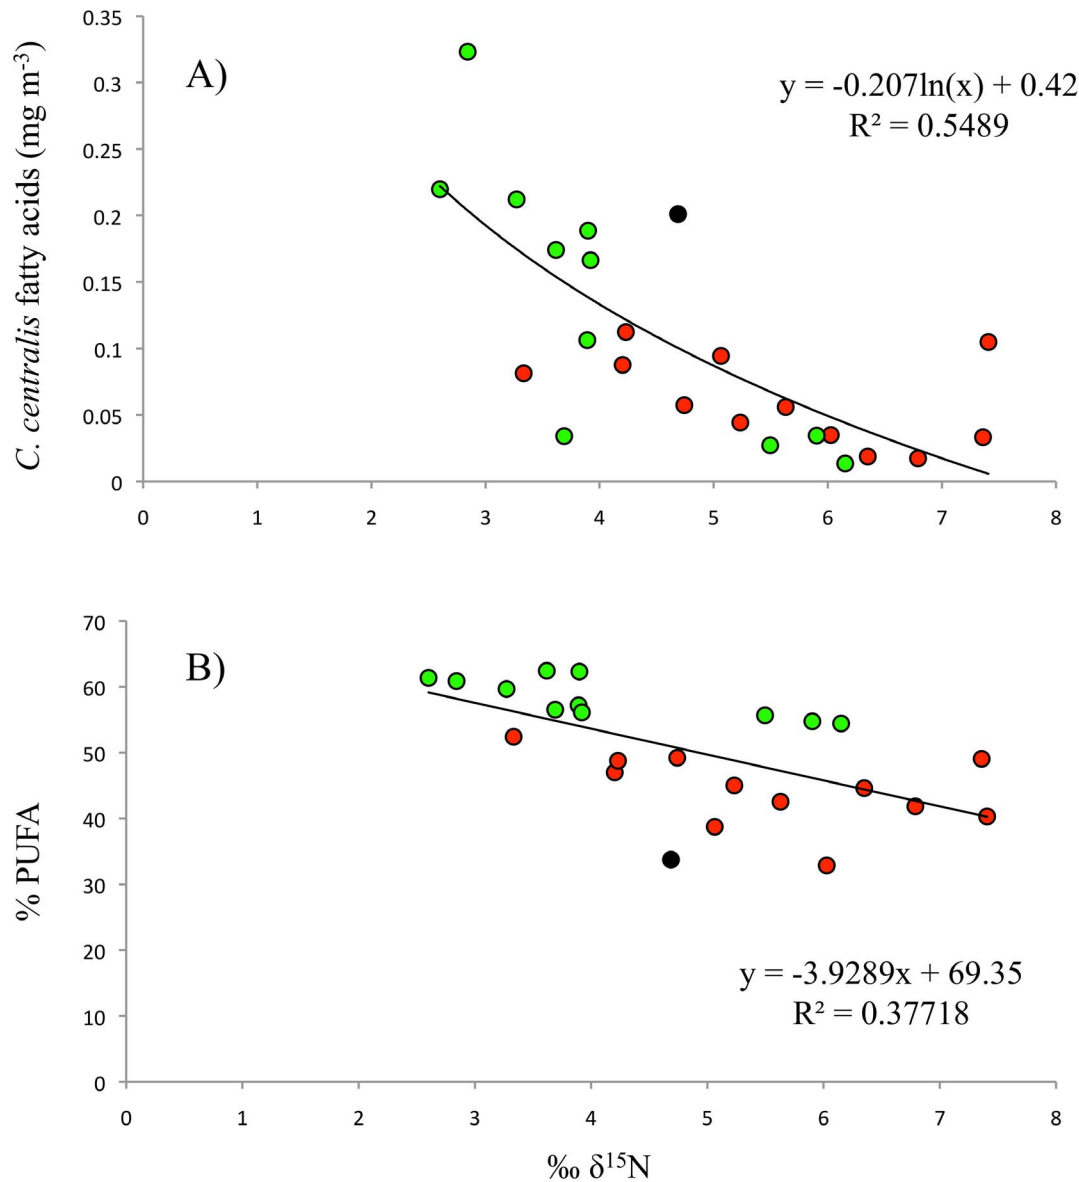 0.35
0.3
0.25
0.2
0.15
0.1
0.05
0
C. centralis fatty acids (mg m⁻³)
A)
y = -0.207ln(x) + 0.42
R² = 0.5489
0 1 2 3 4 5 6 7 8
70
60
50
40
30
20
10
0
% PUFA
B)
y = -3.9289x + 69.35
R² = 0.37718
0 1 2 3 4 5 6 7 8
‰ δ¹⁵N